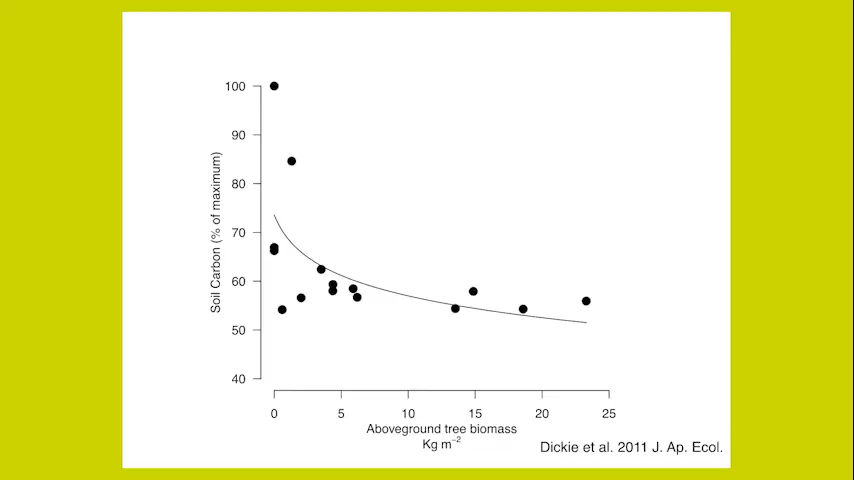 100
90
80
70
60
50
40
Soil Carbon (% of maximum)
0 5 10 15 20 25
Aboveground tree biomass
Kg m⁻²
Dickie et al. 2011 J. Ap. Ecol.